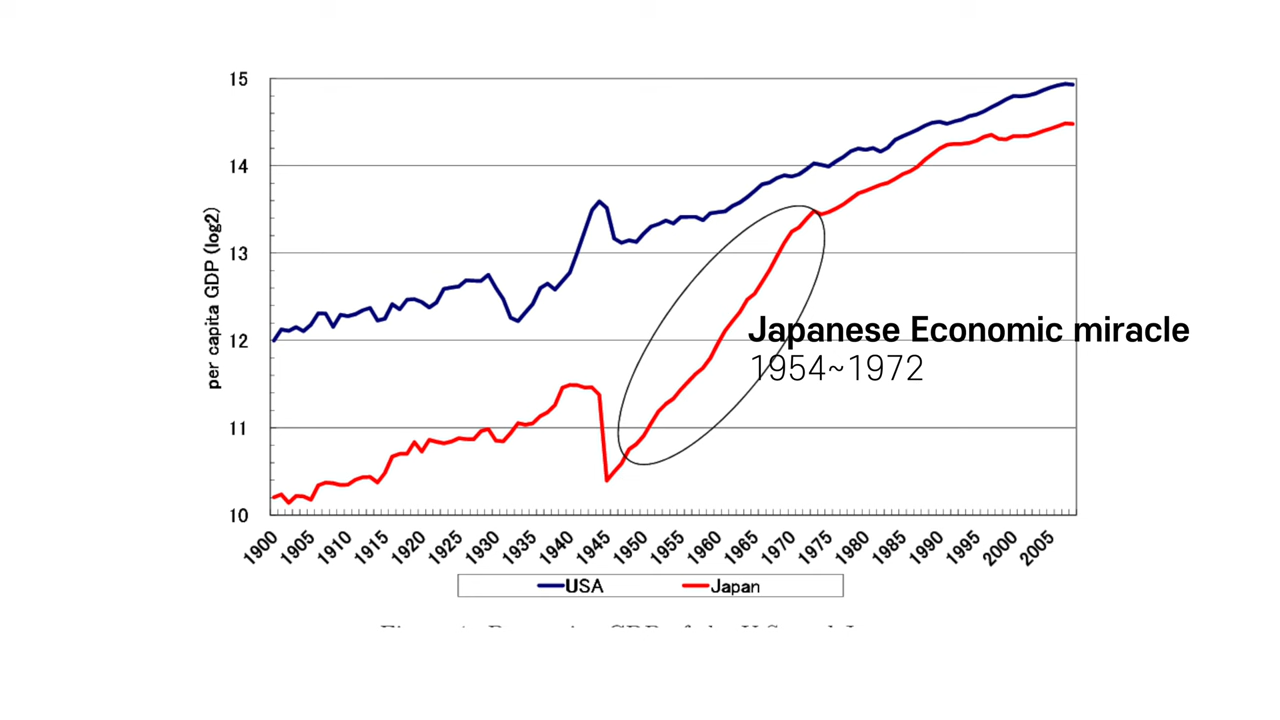 15
14
13
12
11
10
per capita GDP (log2)
Japanese Economic miracle
1954~1972
1900 1905 1910 1915 1920 1925 1930 1935 1940 1945 1950 1955 1960 1965 1970 1975 1980 1985 1990 1995 2000 2005
USA Japan